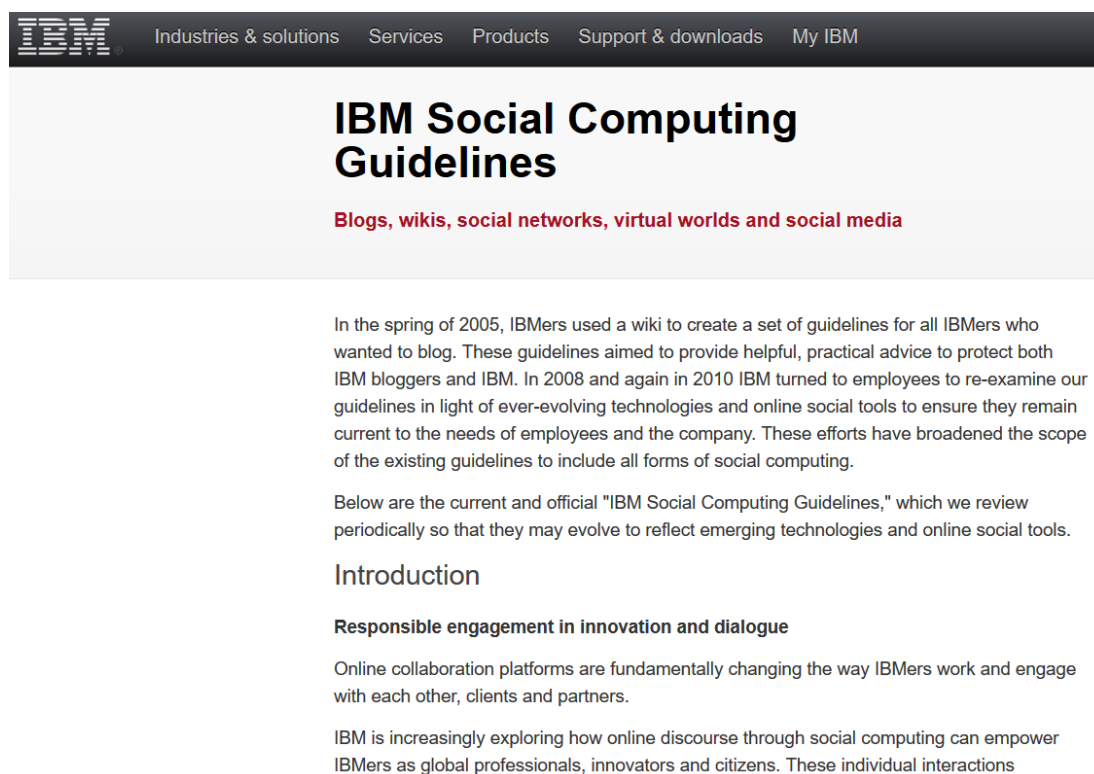 IBM® Industries & solutions Services Products Support & downloads My IBM
IBM Social Computing
Guidelines
Blogs, wikis, social networks, virtual worlds and social media
In the spring of 2005, IBMers used a wiki to create a set of guidelines for all IBMers who
wanted to blog. These guidelines aimed to provide helpful, practical advice to protect both
IBM bloggers and IBM. In 2008 and again in 2010 IBM turned to employees to re-examine our
guidelines in light of ever-evolving technologies and online social tools to ensure they remain
current to the needs of employees and the company. These efforts have broadened the scope
of the existing guidelines to include all forms of social computing.
Below are the current and official "IBM Social Computing Guidelines," which we review
periodically so that they may evolve to reflect emerging technologies and online social tools.
Introduction
Responsible engagement in innovation and dialogue
Online collaboration platforms are fundamentally changing the way IBMers work and engage
with each other, clients and partners.
IBM is increasingly exploring how online discourse through social computing can empower
IBMers as global professionals, innovators and citizens. These individual interactions